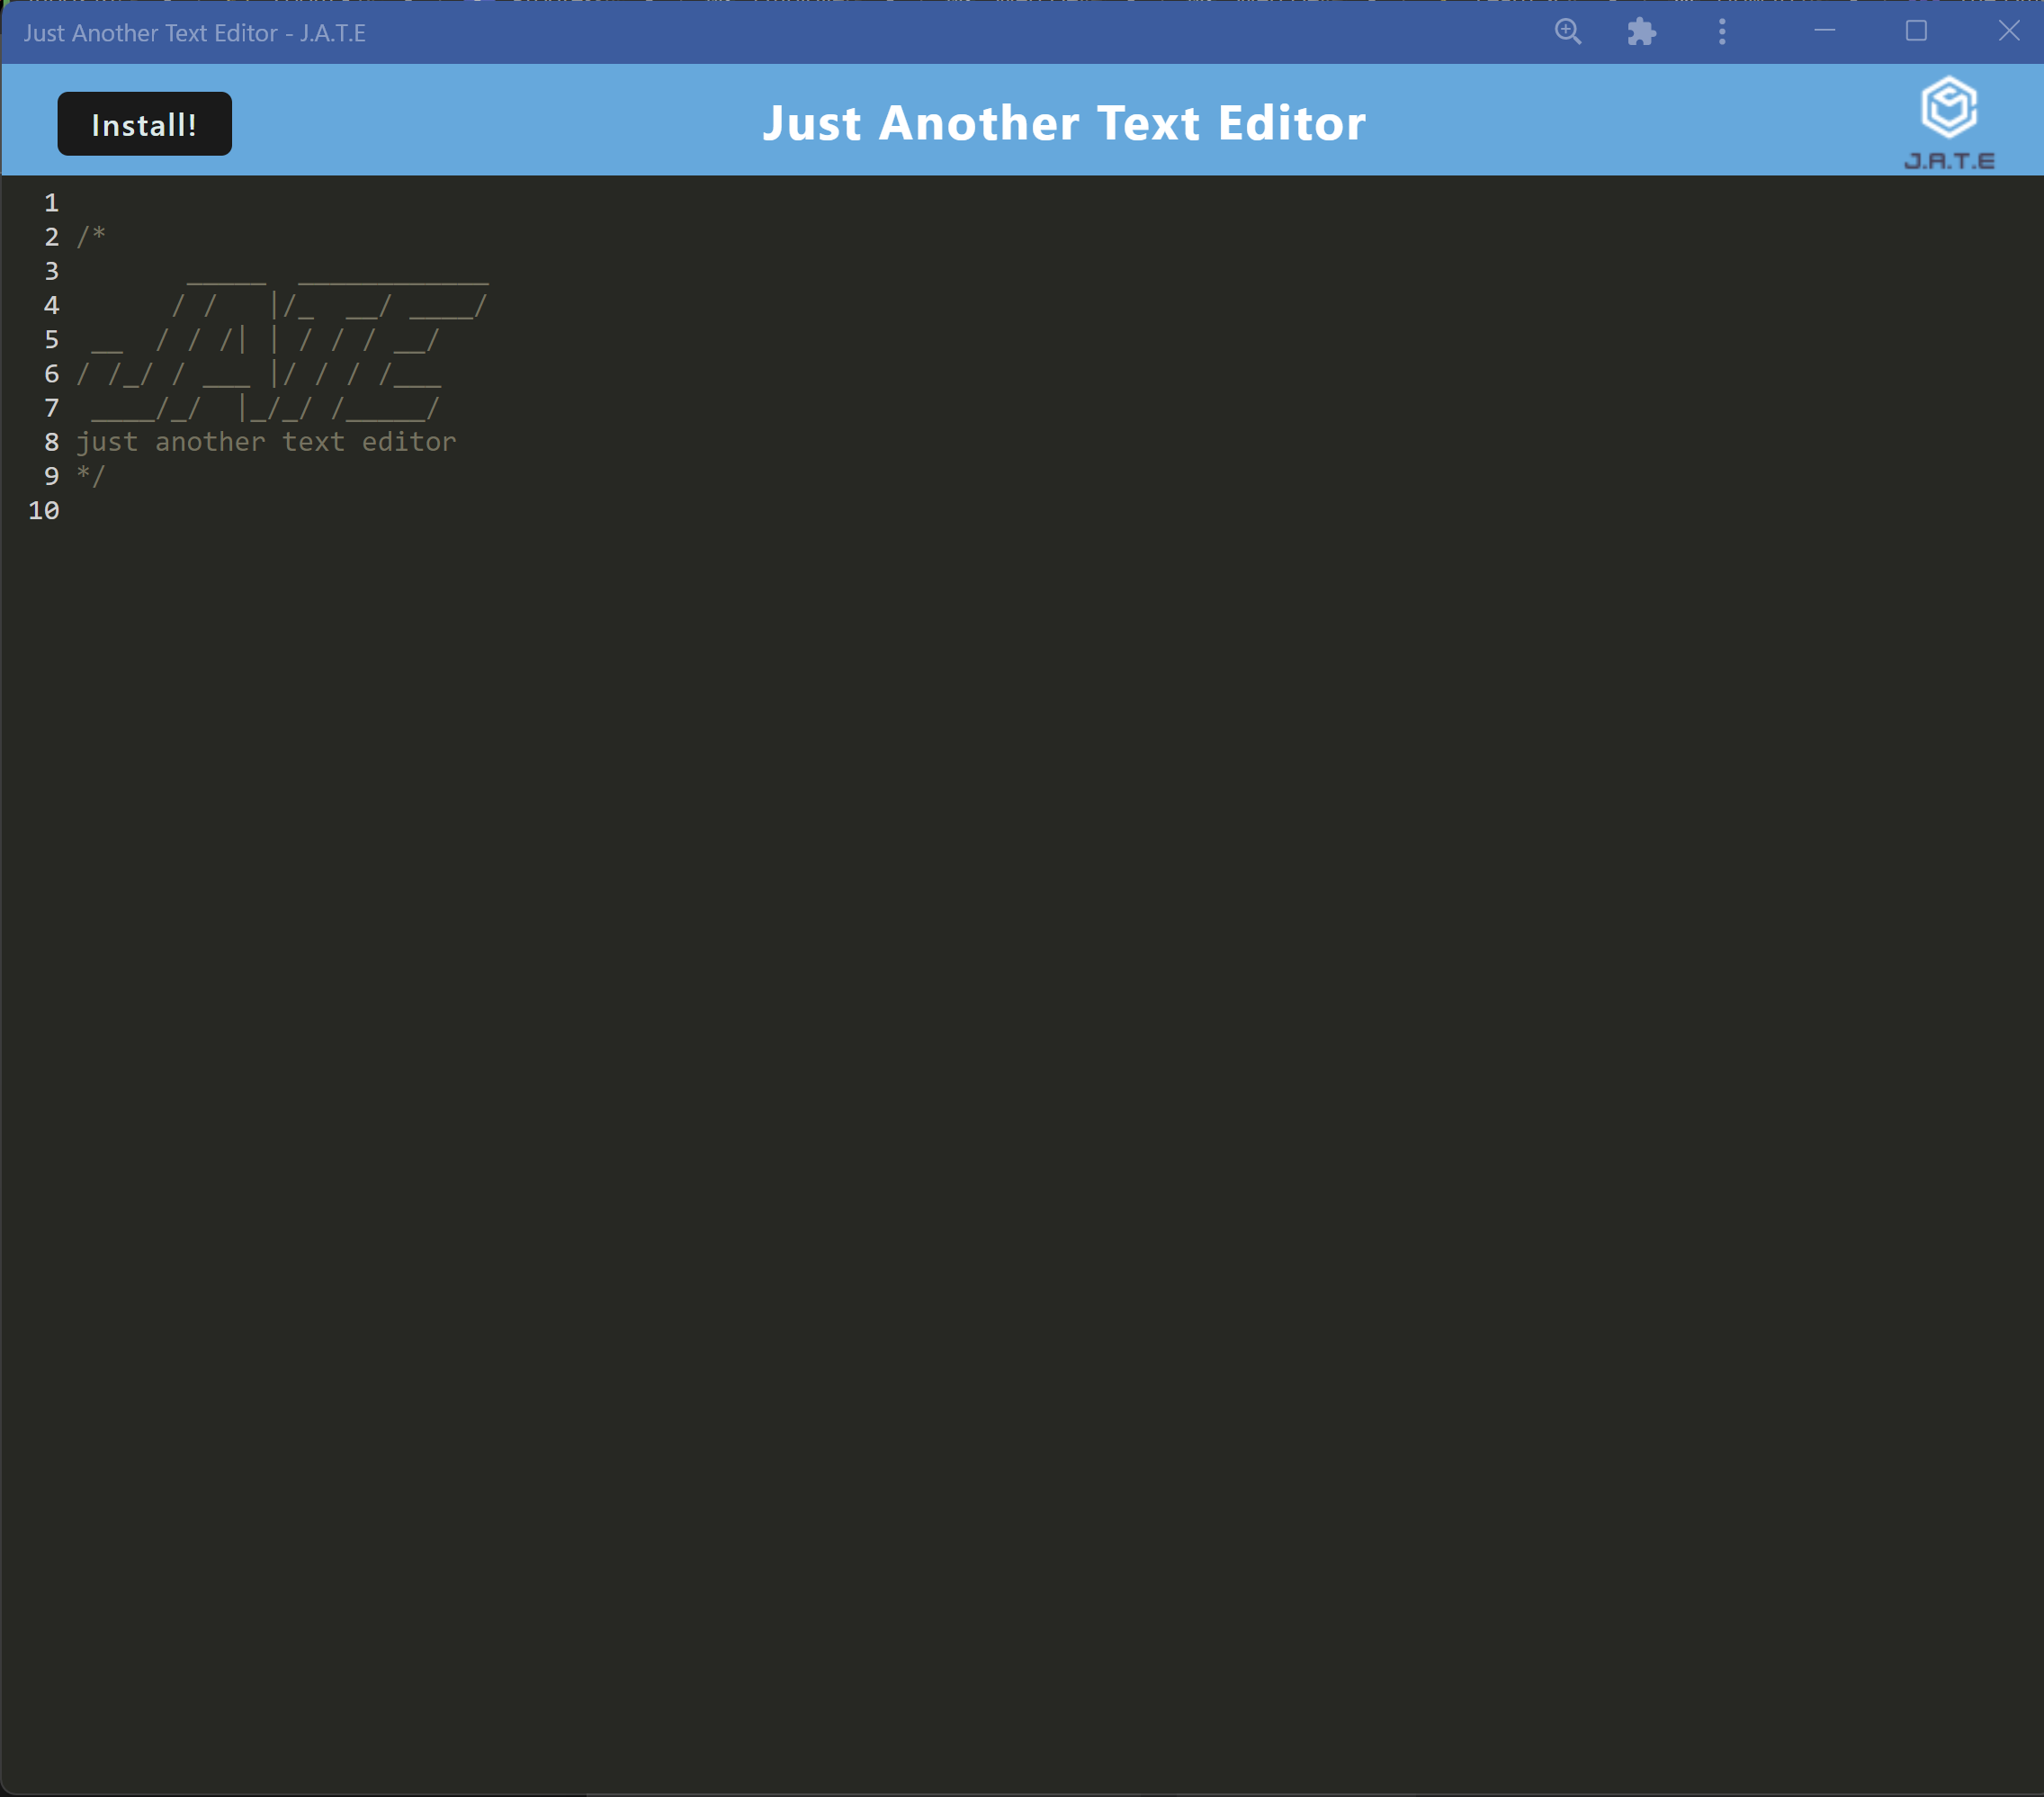 Just Another Text Editor - J.A.T.E
Install!
Just Another Text Editor
J.A.T.E
1
2 /*
3        _____  ____________
4       / /   |/_  __/ ____/
5  __  / / /| | / / / __/
6 / /_/ / ___ |/ / / /___
7  ____/_/  |_/_/ /_____/
8 just another text editor
9 */
10